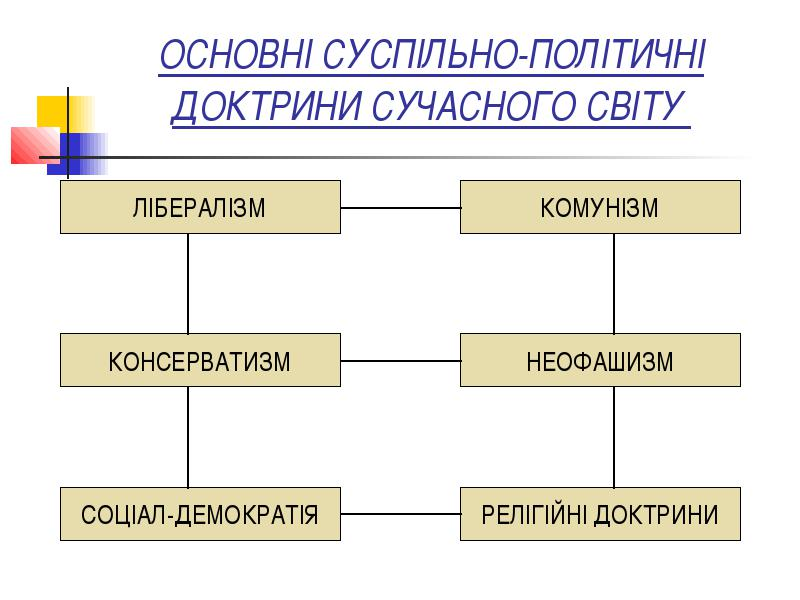 ОСНОВНІ СУСПІЛЬНО-ПОЛІТИЧНІ
ДОКТРИНИ СУЧАСНОГО СВІТУ
ЛІБЕРАЛІЗМ
КОМУНІЗМ
КОНСЕРВАТИЗМ
НЕОФАШИЗМ
СОЦІАЛ-ДЕМОКРАТІЯ
РЕЛІГІЙНІ ДОКТРИНИ